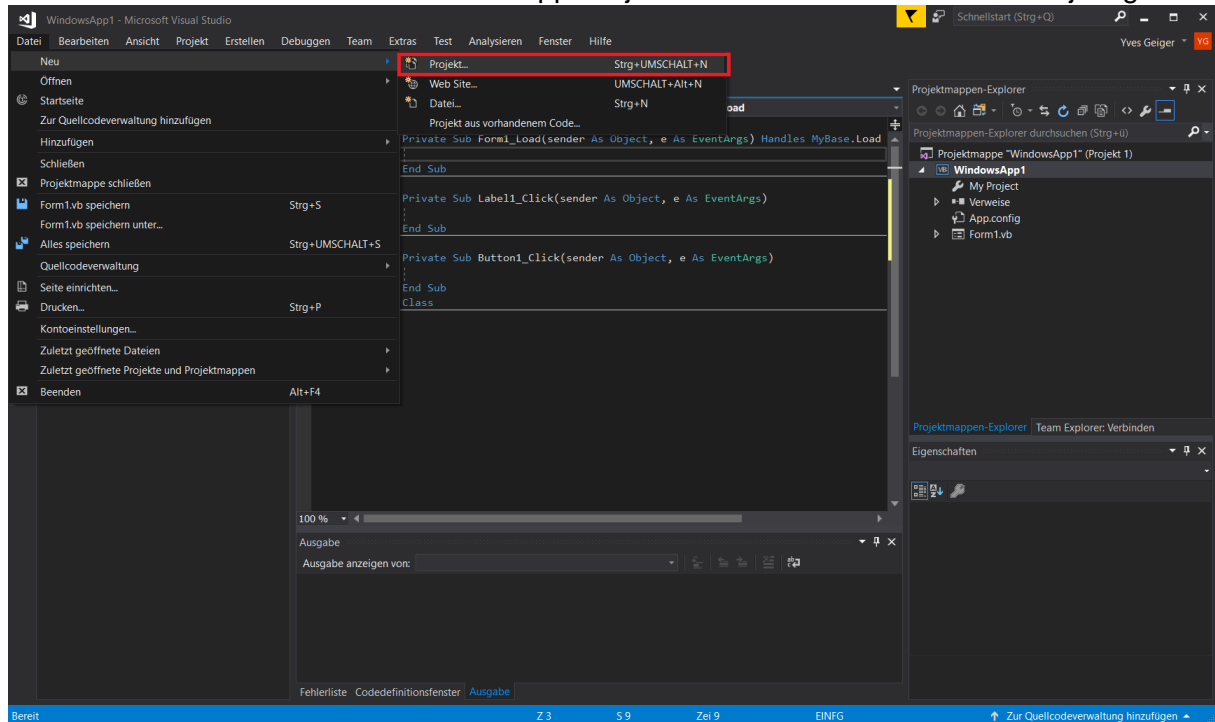 WindowsApp1 - Microsoft Visual Studio
Schnellstart (Strg+Q)
Datei Bearbeiten Ansicht Projekt Erstellen Debuggen Team Extras Test Analysieren Fenster Hilfe
Yves Geiger YG
Neu
Öffnen
Startseite
Zur Quellcodeverwaltung hinzufügen
Hinzufügen
Schließen
Projektmappe schließen
Form1.vb speichern Strg+S
Form1.vb speichern unter...
Alles speichern Strg+UMSCHALT+S
Quellcodeverwaltung
Seite einrichten...
Drucken... Strg+P
Kontoeinstellungen...
Zuletzt geöffnete Dateien
Zuletzt geöffnete Projekte und Projektmappen
Beenden Alt+F4
Projekt... Strg+UMSCHALT+N
Web Site... UMSCHALT+Alt+N
Datei... Strg+N
Projekt aus vorhandenem Code...
oad
Private Sub Form1_Load(sender As Object, e As EventArgs) Handles MyBase.Load
End Sub
Private Sub Label1_Click(sender As Object, e As EventArgs)
End Sub
Private Sub Button1_Click(sender As Object, e As EventArgs)
End Sub
Class
100 %
Ausgabe
Ausgabe anzeigen von:
Fehlerliste Codedefinitionsfenster Ausgabe
Projektmappen-Explorer
Projektmappen-Explorer durchsuchen (Strg+ü)
Projektmappe "WindowsApp1" (Projekt 1)
VB WindowsApp1
My Project
Verweise
App.config
Form1.vb
Projektmappen-Explorer Team Explorer: Verbinden
Eigenschaften
Bereit Z 3 S 9 Zei 9 EINFG Zur Quellcodeverwaltung hinzufügen